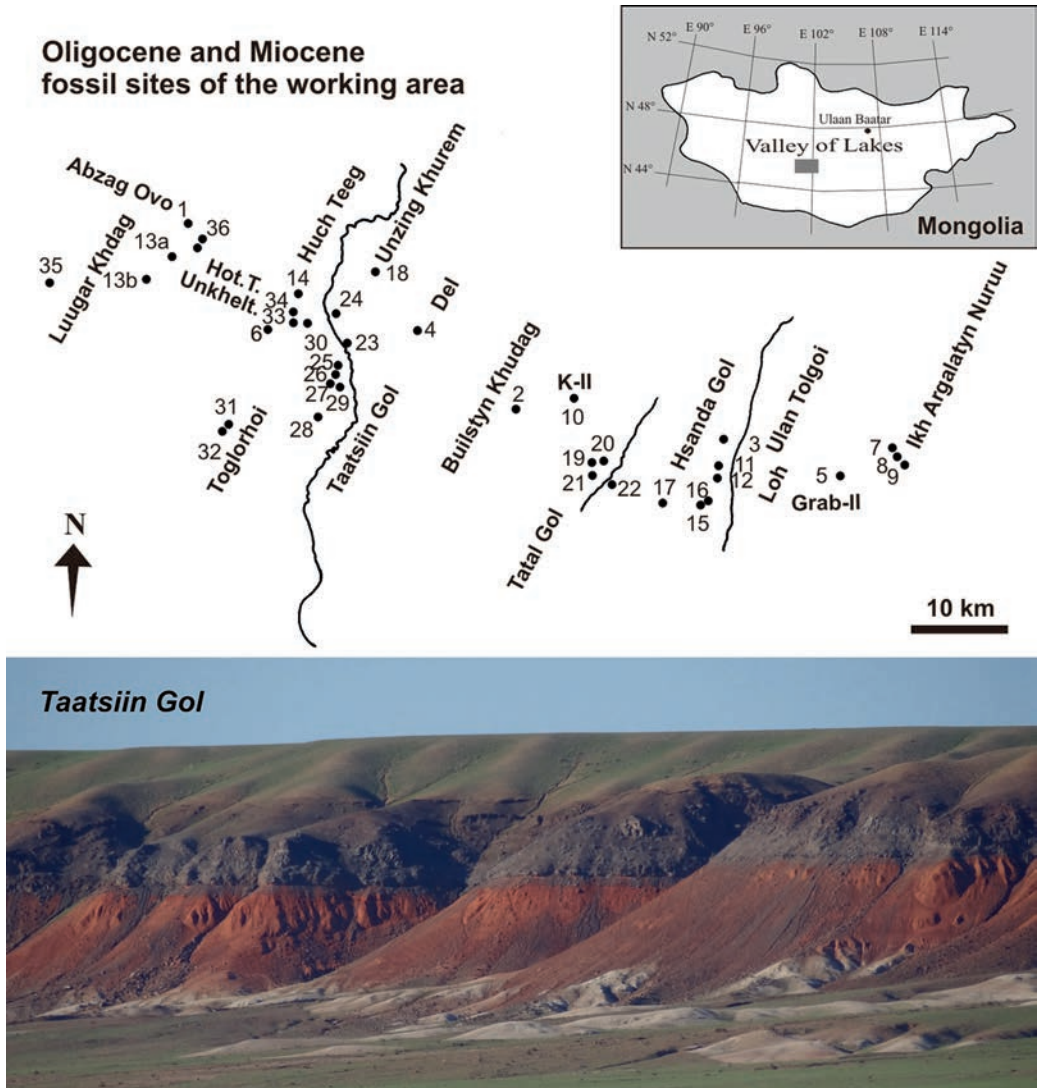 Oligocene and Miocene
fossil sites of the working area
N 52°
E 90°
E 96°
E 102°
E 108°
E 114°
N 48°
Ulaan Baatar
Valley of Lakes
N 44°
Mongolia
Abzag Ovo
1
36
13a
Luugar Khdag
35
13b
Hot.T.
Unkhelt.
Huch Teeg
14
34
33
6
30
Unzing Khurem
18
24
Del
4
23
25
26
27
29
28
31
32
Toglorhoi
Taatsiin Gol
Builstyn Khudag
2
K-II
10
19
20
21
22
Tatal Gol
Hsanda Gol
17
16
15
3
11
12
Loh
Ulan Tolgoi
5
Grab-II
7
8
9
Ikh Argalatyn Nuruu
N
10 km
Taatsiin Gol